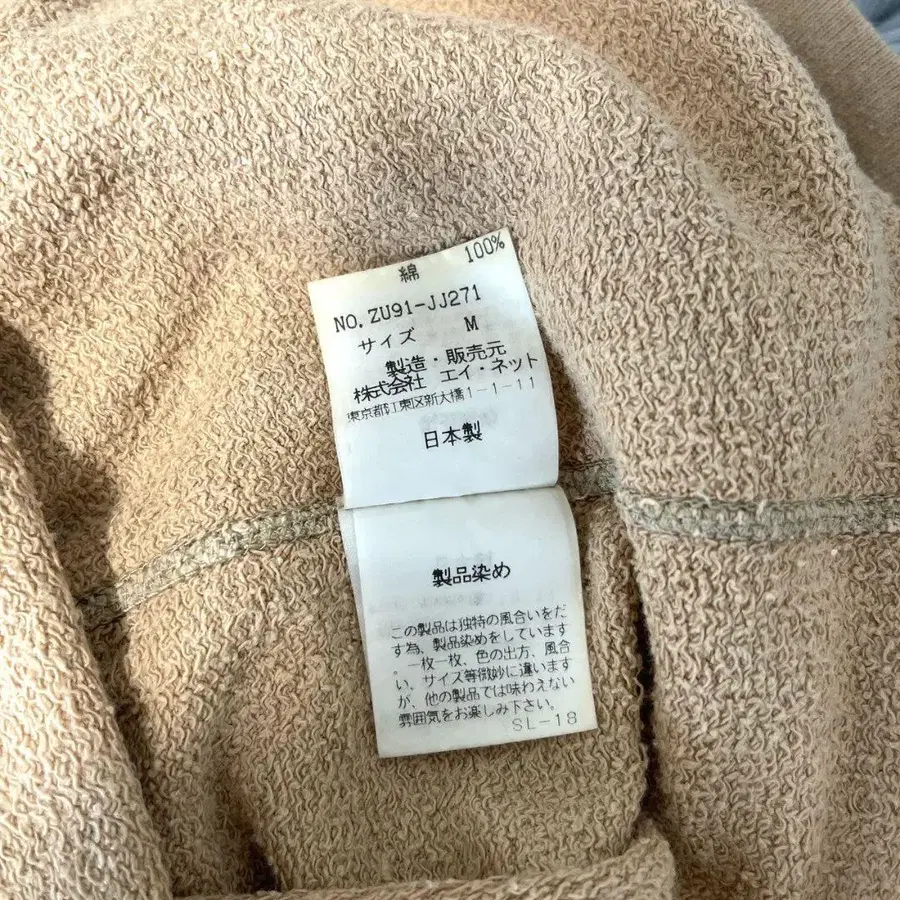 綿 100%
NO. ZU91-JJ271
サイズ M
製造・販売元
株式会社 エイ・ネット
東京都江東区新大橋1-1-11
日本製
製品染め
この製品は独特の風合いをだ
す為、製品染めをしています
一枚一枚、色の出方、風合
い、サイズ等微妙に違います
が、他の製品では味わえない
雰囲気をお楽しみ下さい。
SL-18